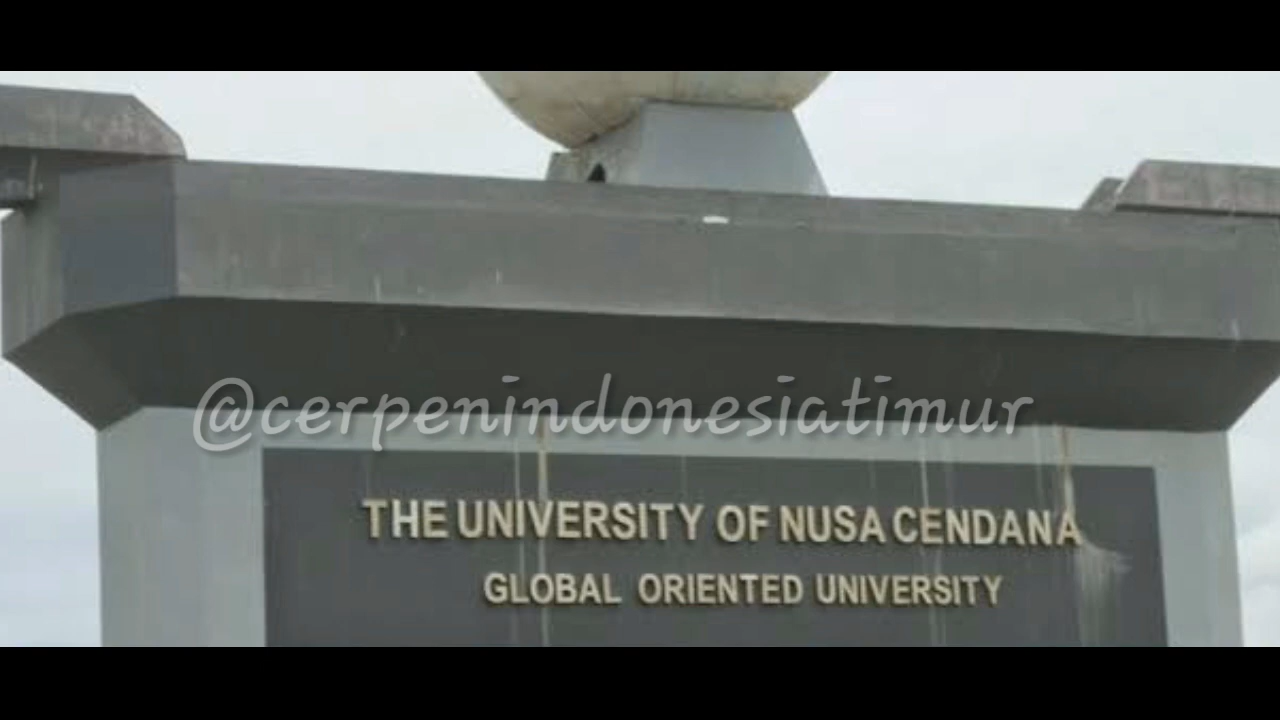 @cerpenindonesiatimur
THE UNIVERSITY OF NUSA CENDANA
GLOBAL ORIENTED UNIVERSITY